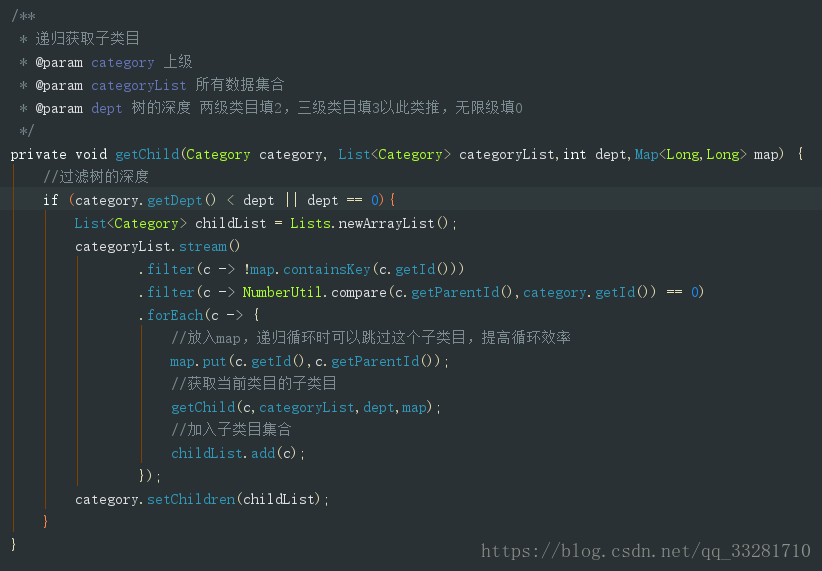 /**
 * 递归获取子类目
 * @param category 上级
 * @param categoryList 所有数据集合
 * @param dept 树的深度 两级类目填2，三级类目填3以此类推，无限级填0
 */
private void getChild(Category category, List<Category> categoryList,int dept,Map<Long,Long> map) {
    //过滤树的深度
    if (category.getDept() < dept || dept == 0){
        List<Category> childList = Lists.newArrayList();
        categoryList.stream()
                .filter(c -> !map.containsKey(c.getId()))
                .filter(c -> NumberUtil.compare(c.getParentId(),category.getId()) == 0)
                .forEach(c -> {
                    //放入map，递归循环时可以跳过这个子类目，提高循环效率
                    map.put(c.getId(),c.getParentId());
                    //获取当前类目的子类目
                    getChild(c,categoryList,dept,map);
                    //加入子类目集合
                    childList.add(c);
                });
        category.setChildren(childList);
    }
}
https://blog.csdn.net/qq_33281710